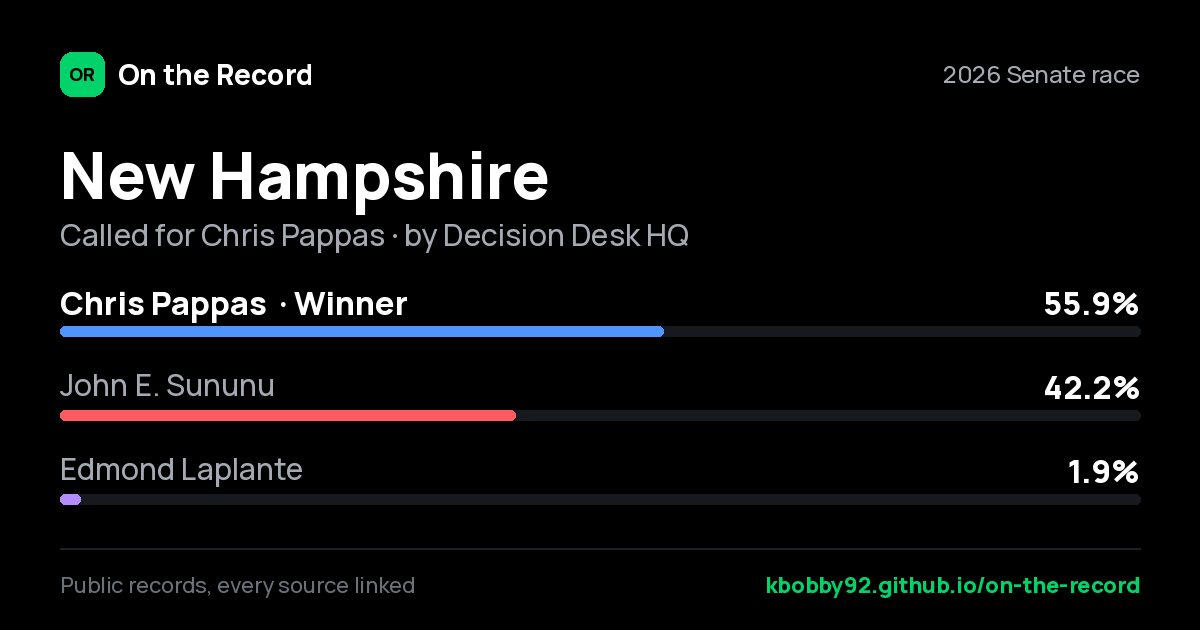 OR On the Record
2026 Senate race
New Hampshire
Called for Chris Pappas · by Decision Desk HQ
Chris Pappas · Winner 55.9%
John E. Sununu 42.2%
Edmond Laplante 1.9%
Public records, every source linked
kbobby92.github.io/on-the-record